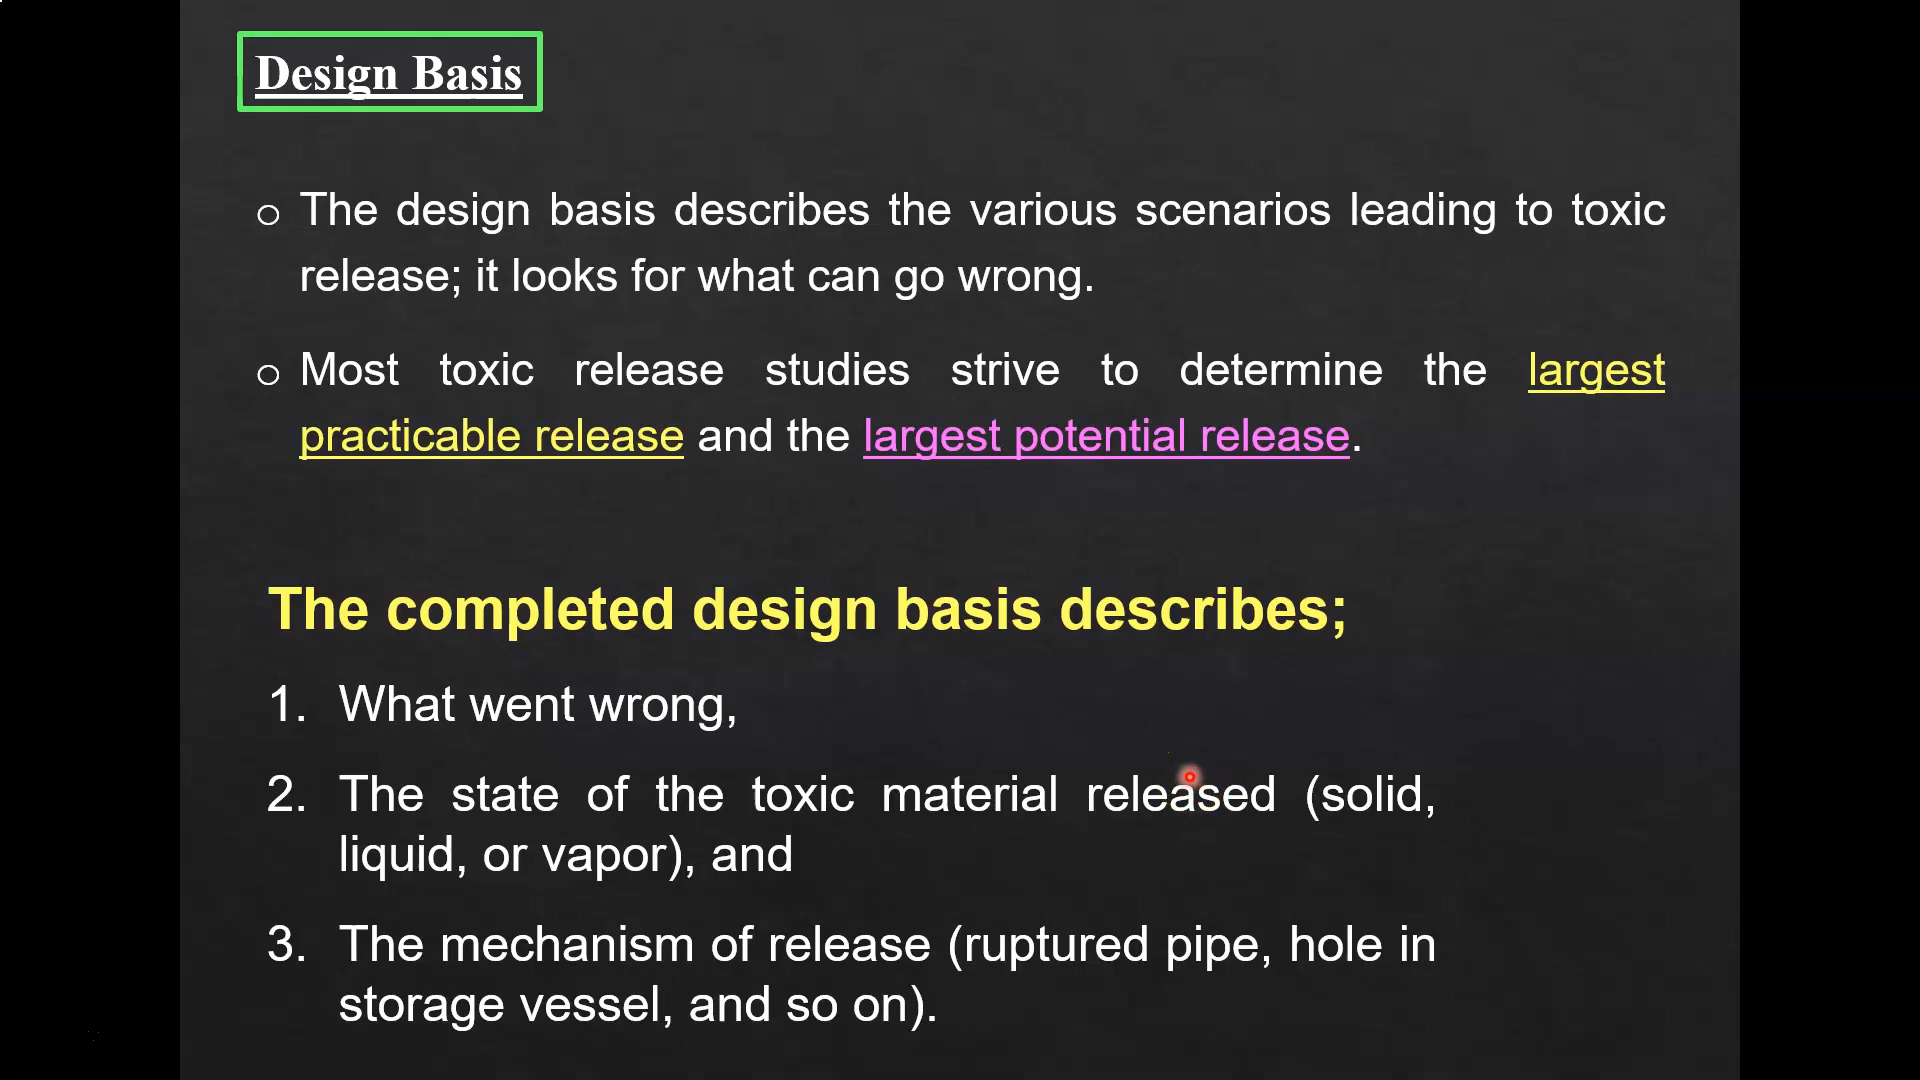 Design Basis
o The design basis describes the various scenarios leading to toxic
release; it looks for what can go wrong.
o Most toxic release studies strive to determine the largest
practicable release and the largest potential release.
The completed design basis describes;
1. What went wrong,
2. The state of the toxic material released (solid,
liquid, or vapor), and
3. The mechanism of release (ruptured pipe, hole in
storage vessel, and so on).